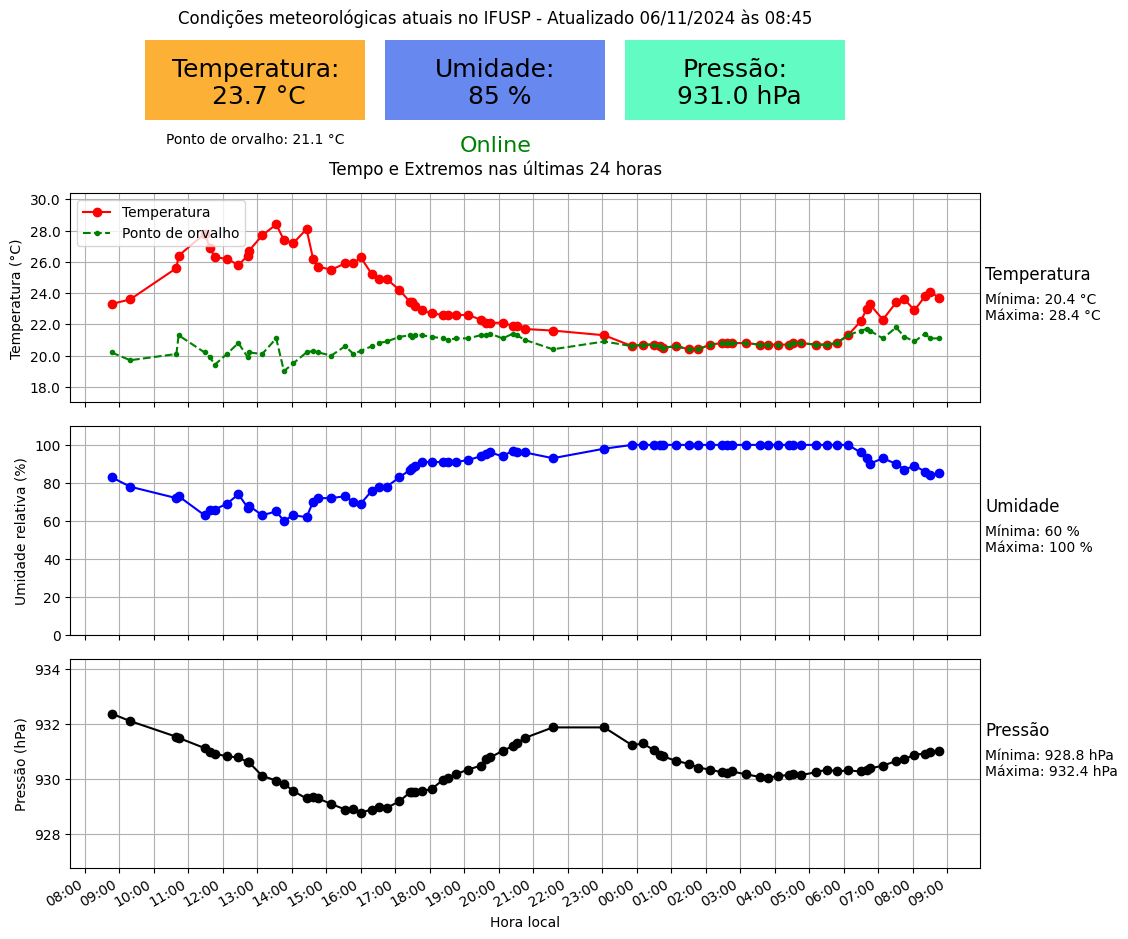 Condições meteorológicas atuais no IFUSP - Atualizado 06/11/2024 às 08:45
Temperatura:
23.7 °C
Umidade:
85 %
Pressão:
931.0 hPa
Ponto de orvalho: 21.1 °C
Online
Tempo e Extremos nas últimas 24 horas
Temperatura (°C)
30.0
28.0
26.0
24.0
22.0
20.0
18.0
Temperatura
Ponto de orvalho
Temperatura
Mínima: 20.4 °C
Máxima: 28.4 °C
Umidade relativa (%)
100
80
60
40
20
0
Umidade
Mínima: 60 %
Máxima: 100 %
Pressão (hPa)
934
932
930
928
Pressão
Mínima: 928.8 hPa
Máxima: 932.4 hPa
08:00 09:00 10:00 11:00 12:00 13:00 14:00 15:00 16:00 17:00 18:00 19:00 20:00 21:00 22:00 23:00 00:00 01:00 02:00 03:00 04:00 05:00 06:00 07:00 08:00 09:00
Hora local